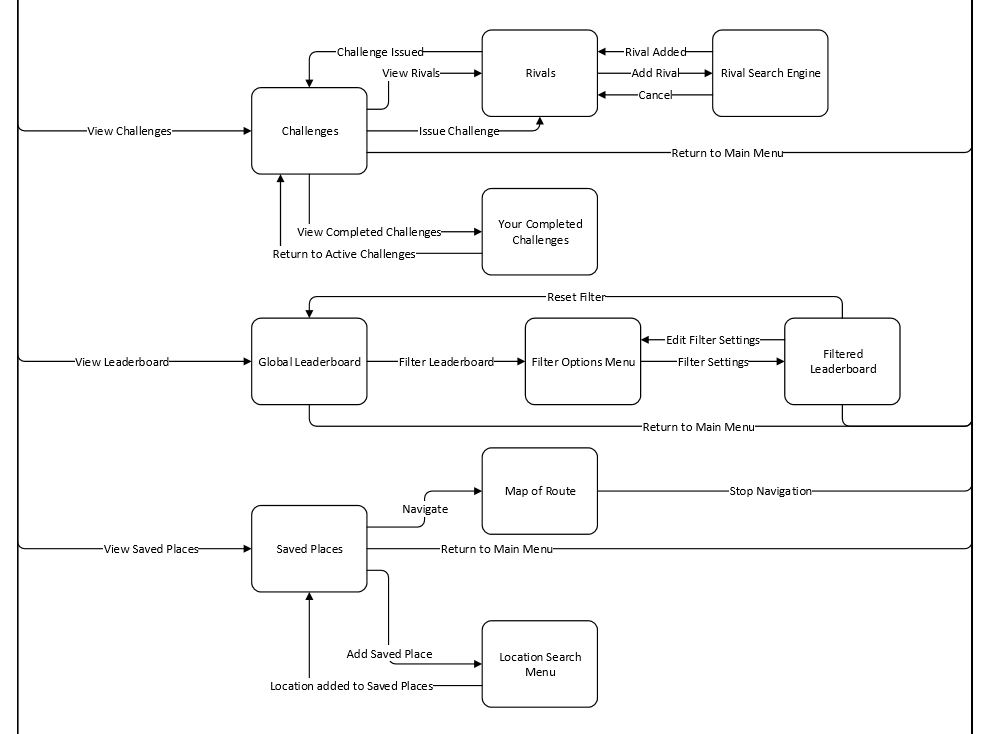 Challenge Issued
Rival Added
View Rivals
Rivals
Add Rival
Rival Search Engine
Cancel
View Challenges
Challenges
Issue Challenge
Return to Main Menu
Your Completed
Challenges
View Completed Challenges
Return to Active Challenges
Reset Filter
Edit Filter Settings
View Leaderboard
Global Leaderboard
Filter Leaderboard
Filter Options Menu
Filter Settings
Filtered
Leaderboard
Return to Main Menu
Map of Route
Stop Navigation
Navigate
View Saved Places
Saved Places
Return to Main Menu
Add Saved Place
Location Search
Menu
Location added to Saved Places